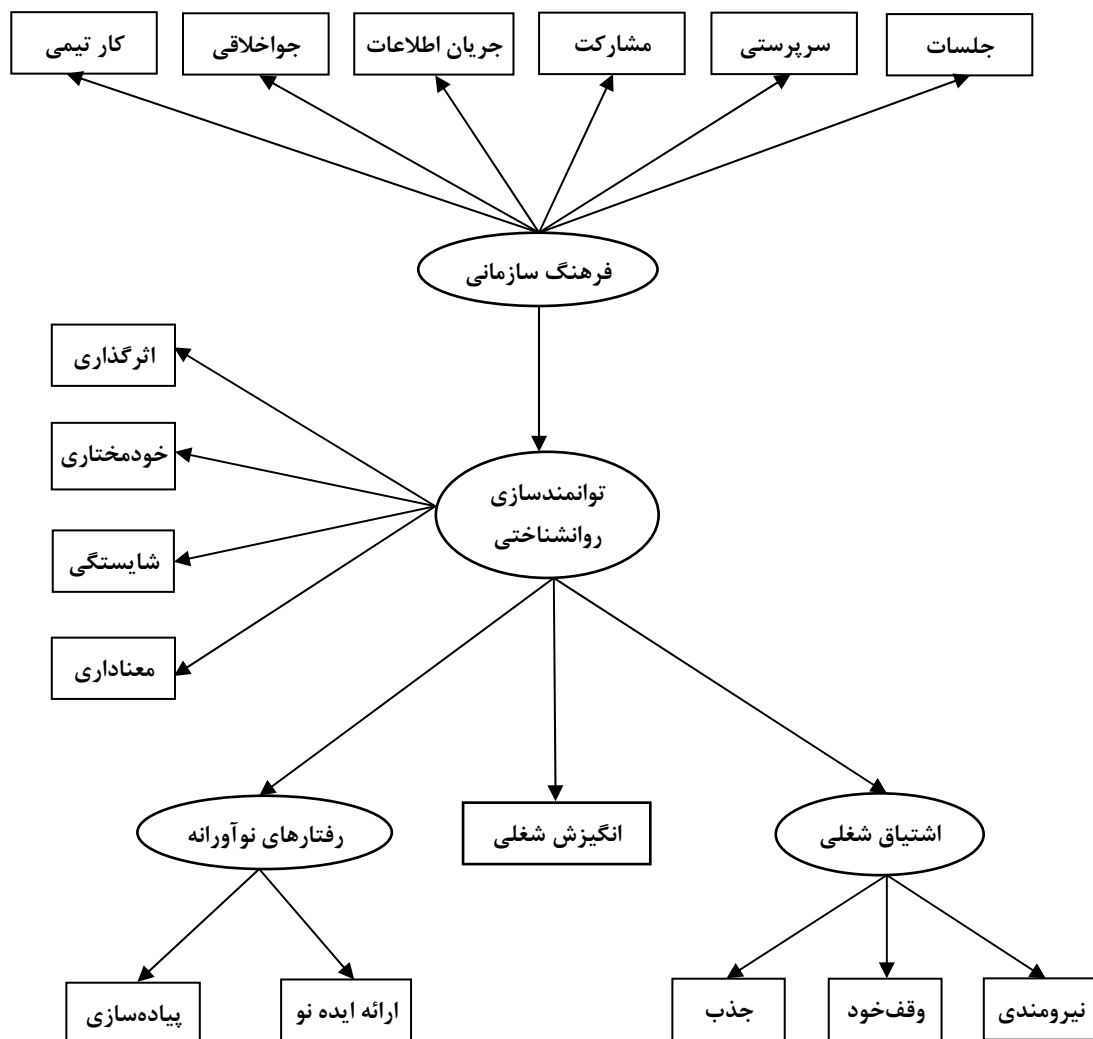 جلسات
سرپرستی
مشارکت
جریان اطلاعات
جواخلاقی
کار تیمی
فرهنگ سازمانی
اثرگذاری
خودمختاری
توانمندسازی
روانشناختی
شایستگی
معناداری
اشتیاق شغلی
انگیزش شغلی
رفتارهای نوآورانه
نیرومندی
وقف‌خود
جذب
ارائه ایده نو
پیاده‌سازی